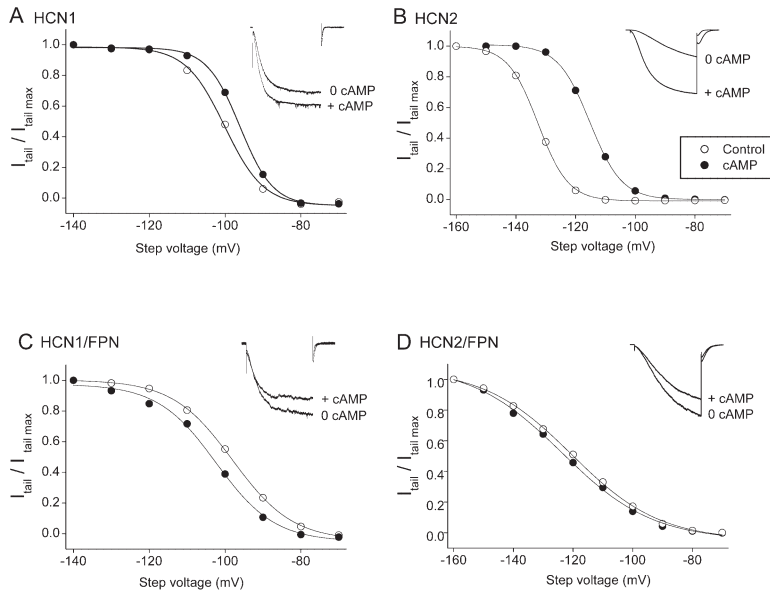 A HCN1
0 cAMP
+ cAMP
I tail / I tail max
1.0
0.8
0.6
0.4
0.2
0.0
-140 -120 -100 -80
Step voltage (mV)
B HCN2
0 cAMP
+ cAMP
Control
cAMP
I tail / I tail max
1.0
0.8
0.6
0.4
0.2
0.0
-160 -140 -120 -100 -80
Step voltage (mV)
C HCN1/FPN
+ cAMP
0 cAMP
I tail / I tail max
1.0
0.8
0.6
0.4
0.2
0.0
-140 -120 -100 -80
Step voltage (mV)
D HCN2/FPN
+ cAMP
0 cAMP
I tail / I tail max
1.0
0.8
0.6
0.4
0.2
0.0
-160 -140 -120 -100 -80
Step voltage (mV)